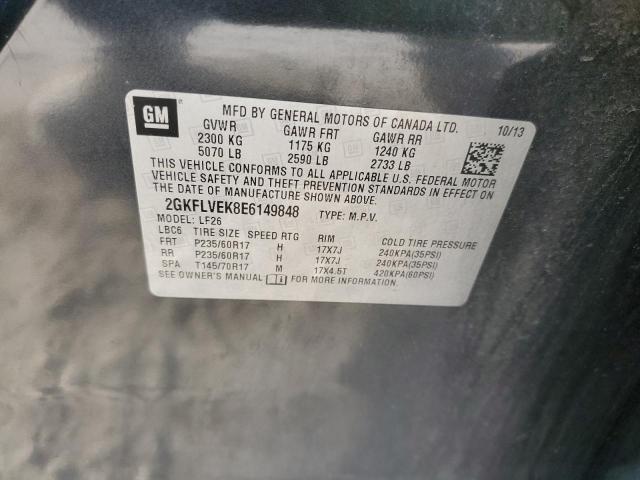 GM
MFD BY GENERAL MOTORS OF CANADA LTD. 10/13
GVWR GAWR FRT GAWR RR
2300 KG 1175 KG 1240 KG
5070 LB 2590 LB 2733 LB
THIS VEHICLE CONFORMS TO ALL APPLICABLE U.S. FEDERAL MOTOR
VEHICLE SAFETY AND THEFT PREVENTION STANDARDS IN EFFECT ON
THE DATE OF MANUFACTURE SHOWN ABOVE.
2GKFLVEK8E6149848 TYPE: M.P.V.
MODEL: LF26
LBC6 TIRE SIZE SPEED RTG RIM COLD TIRE PRESSURE
FRT P235/60R17 H 17X7J 240KPA(35PSI)
RR P235/60R17 H 17X7J 240KPA(35PSI)
SPA T145/70R17 M 17X4.5T 420KPA(60PSI)
SEE OWNER'S MANUAL FOR MORE INFORMATION